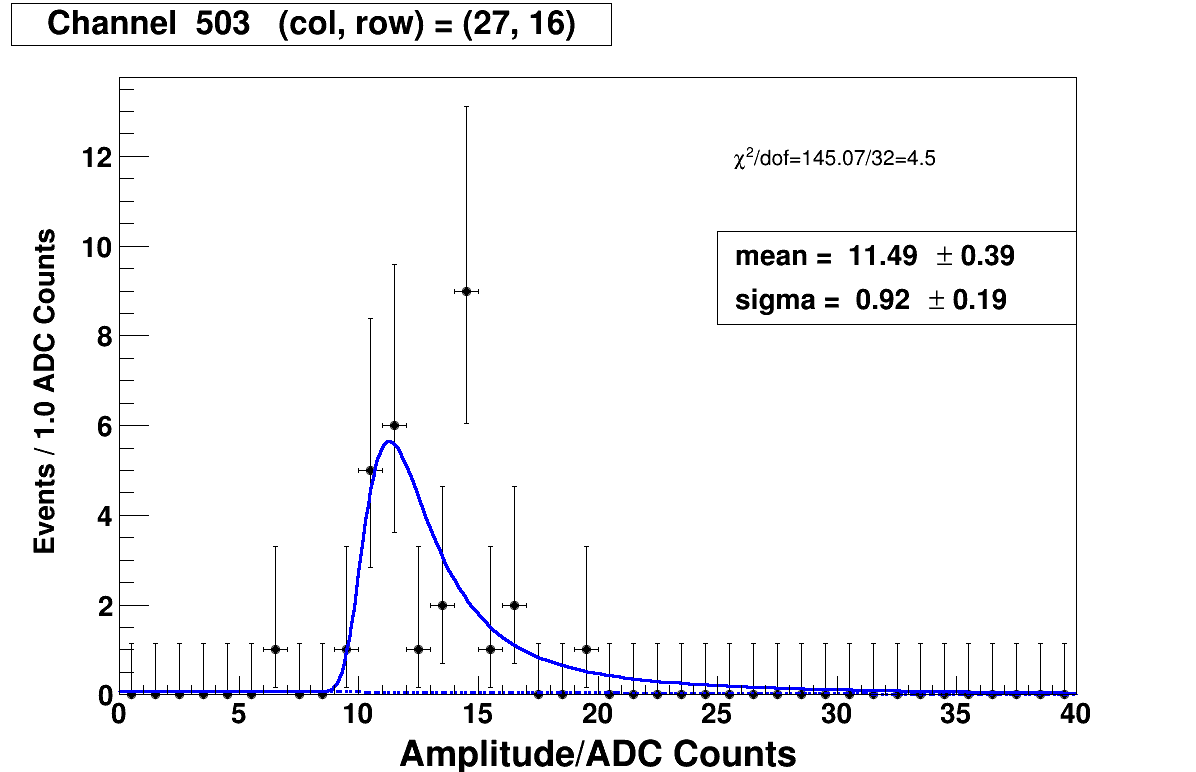 Channel 503 (col, row) = (27, 16)
12
10
8
6
4
2
0
Events / 1.0 ADC Counts
χ²/dof=145.07/32=4.5
mean = 11.49 ± 0.39
sigma = 0.92 ± 0.19
0 5 10 15 20 25 30 35 40
Amplitude/ADC Counts